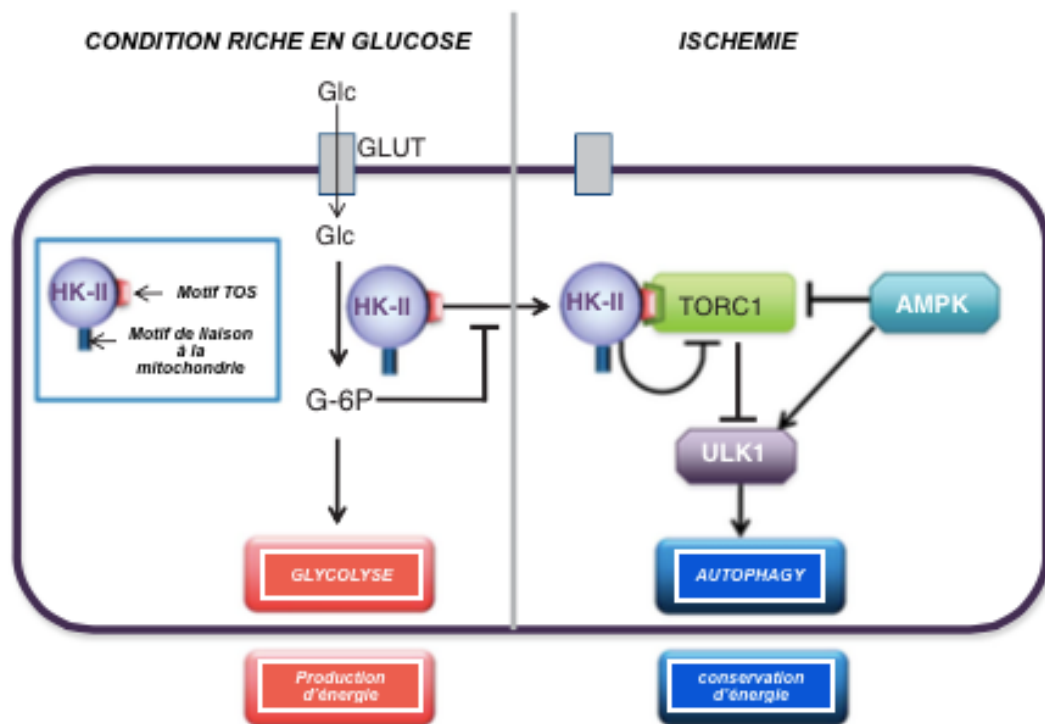 CONDITION RICHE EN GLUCOSE
ISCHEMIE
Glc
GLUT
Glc
HK-II
Motif TOS
Motif de liaison
à la
mitochondrie
HK-II
G-6P
GLYCOLYSE
Production
d'énergie
HK-II
TORC1
AMPK
ULK1
AUTOPHAGY
conservation
d'énergie